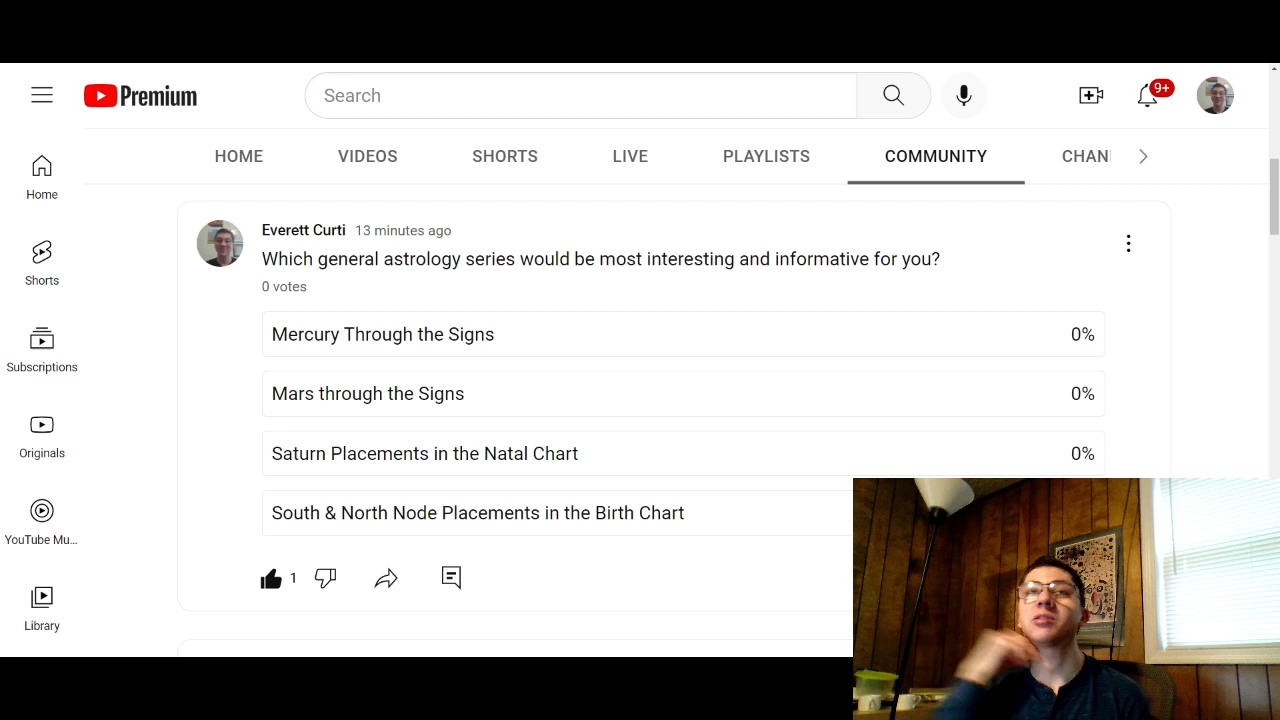 Premium
Search
9+
HOME VIDEOS SHORTS LIVE PLAYLISTS COMMUNITY CHAN
Home
Shorts
Subscriptions
Originals
YouTube Mu...
Library
Everett Curti 13 minutes ago
Which general astrology series would be most interesting and informative for you?
0 votes
Mercury Through the Signs 0%
Mars through the Signs 0%
Saturn Placements in the Natal Chart 0%
South & North Node Placements in the Birth Chart
1